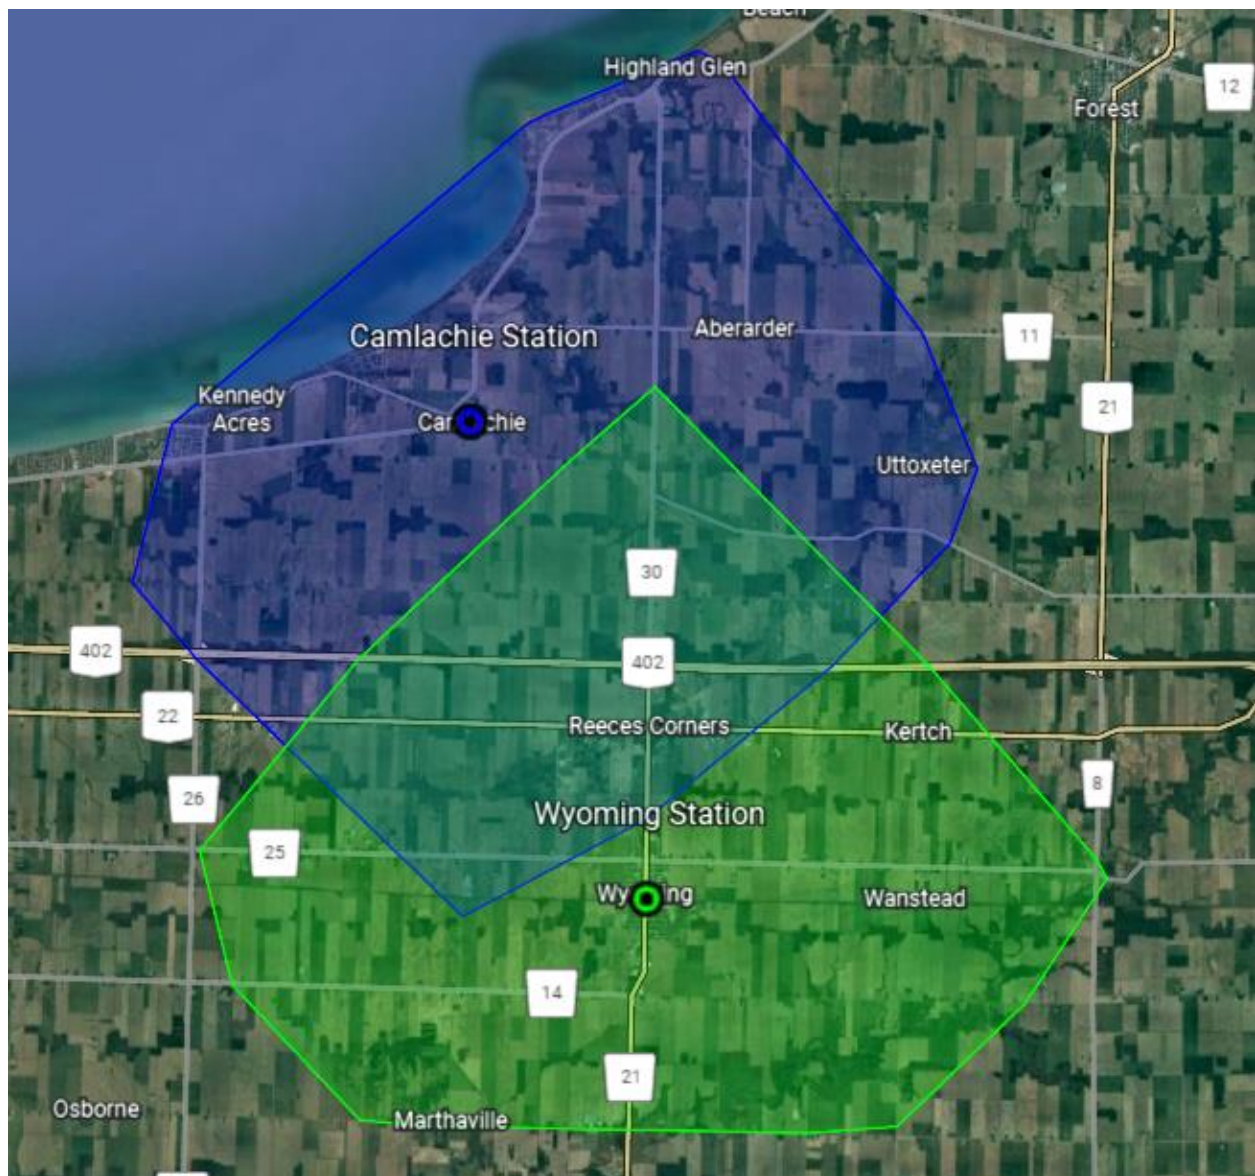 Beach
Highland Glen
12
Forest
Camlachie Station
Aberarder
11
Kennedy
Acres
21
Uttoxeter
30
402
402
22
Reeces Corners
Kertch
8
26
Wyoming Station
25
Wanstead
14
21
Osborne
Marthaville